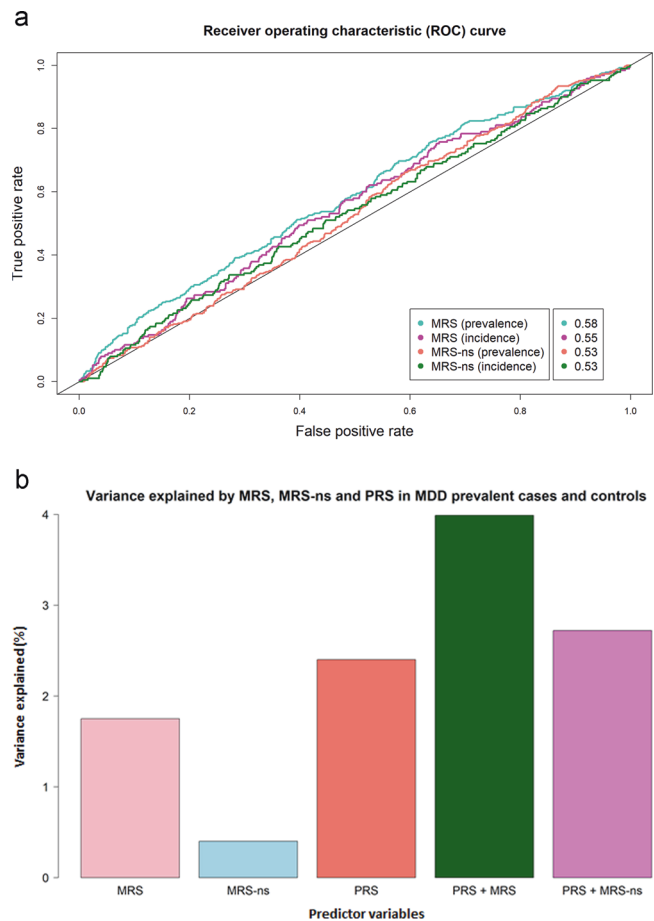 a
Receiver operating characteristic (ROC) curve
True positive rate
1.0
0.8
0.6
0.4
0.2
0.0
MRS (prevalence) 0.58
MRS (incidence) 0.55
MRS-ns (prevalence) 0.53
MRS-ns (incidence) 0.53
0.0 0.2 0.4 0.6 0.8 1.0
False positive rate
b
Variance explained by MRS, MRS-ns and PRS in MDD prevalent cases and controls
Variance explained(%)
4
3
2
1
0
MRS MRS-ns PRS PRS + MRS PRS + MRS-ns
Predictor variables